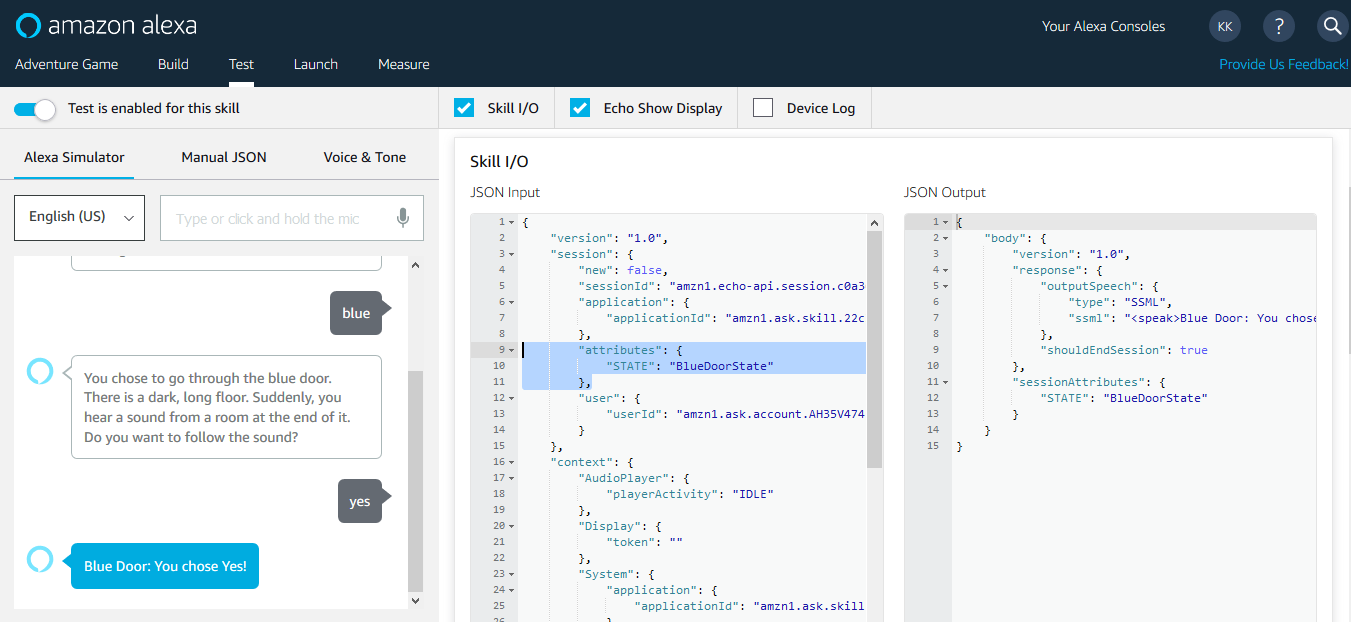 amazon alexa
Your Alexa Consoles
KK
?
Adventure Game Build Test Launch Measure
Provide Us Feedback!
Test is enabled for this skill
Skill I/O
Echo Show Display
Device Log
Alexa Simulator
Manual JSON
Voice & Tone
English (US)
Type or click and hold the mic
blue
You chose to go through the blue door.
There is a dark, long floor. Suddenly, you
hear a sound from a room at the end of it.
Do you want to follow the sound?
yes
Blue Door: You chose Yes!
Skill I/O
JSON Input
1 {
2 "version": "1.0",
3 "session": {
4 "new": false,
5 "sessionId": "amzn1.echo-api.session.c0a3
6 "application": {
7 "applicationId": "amzn1.ask.skill.22c
8 },
9 "attributes": {
10 "STATE": "BlueDoorState"
11 },
12 "user": {
13 "userId": "amzn1.ask.account.AH35V474
14 }
15 },
16 "context": {
17 "AudioPlayer": {
18 "playerActivity": "IDLE"
19 },
20 "Display": {
21 "token": ""
22 },
23 "System": {
24 "application": {
25 "applicationId": "amzn1.ask.skill
JSON Output
1 {
2 "body": {
3 "version": "1.0",
4 "response": {
5 "outputSpeech": {
6 "type": "SSML",
7 "ssml": "<speak>Blue Door: You chose
8 },
9 "shouldEndSession": true
10 },
11 "sessionAttributes": {
12 "STATE": "BlueDoorState"
13 }
14 }
15 }